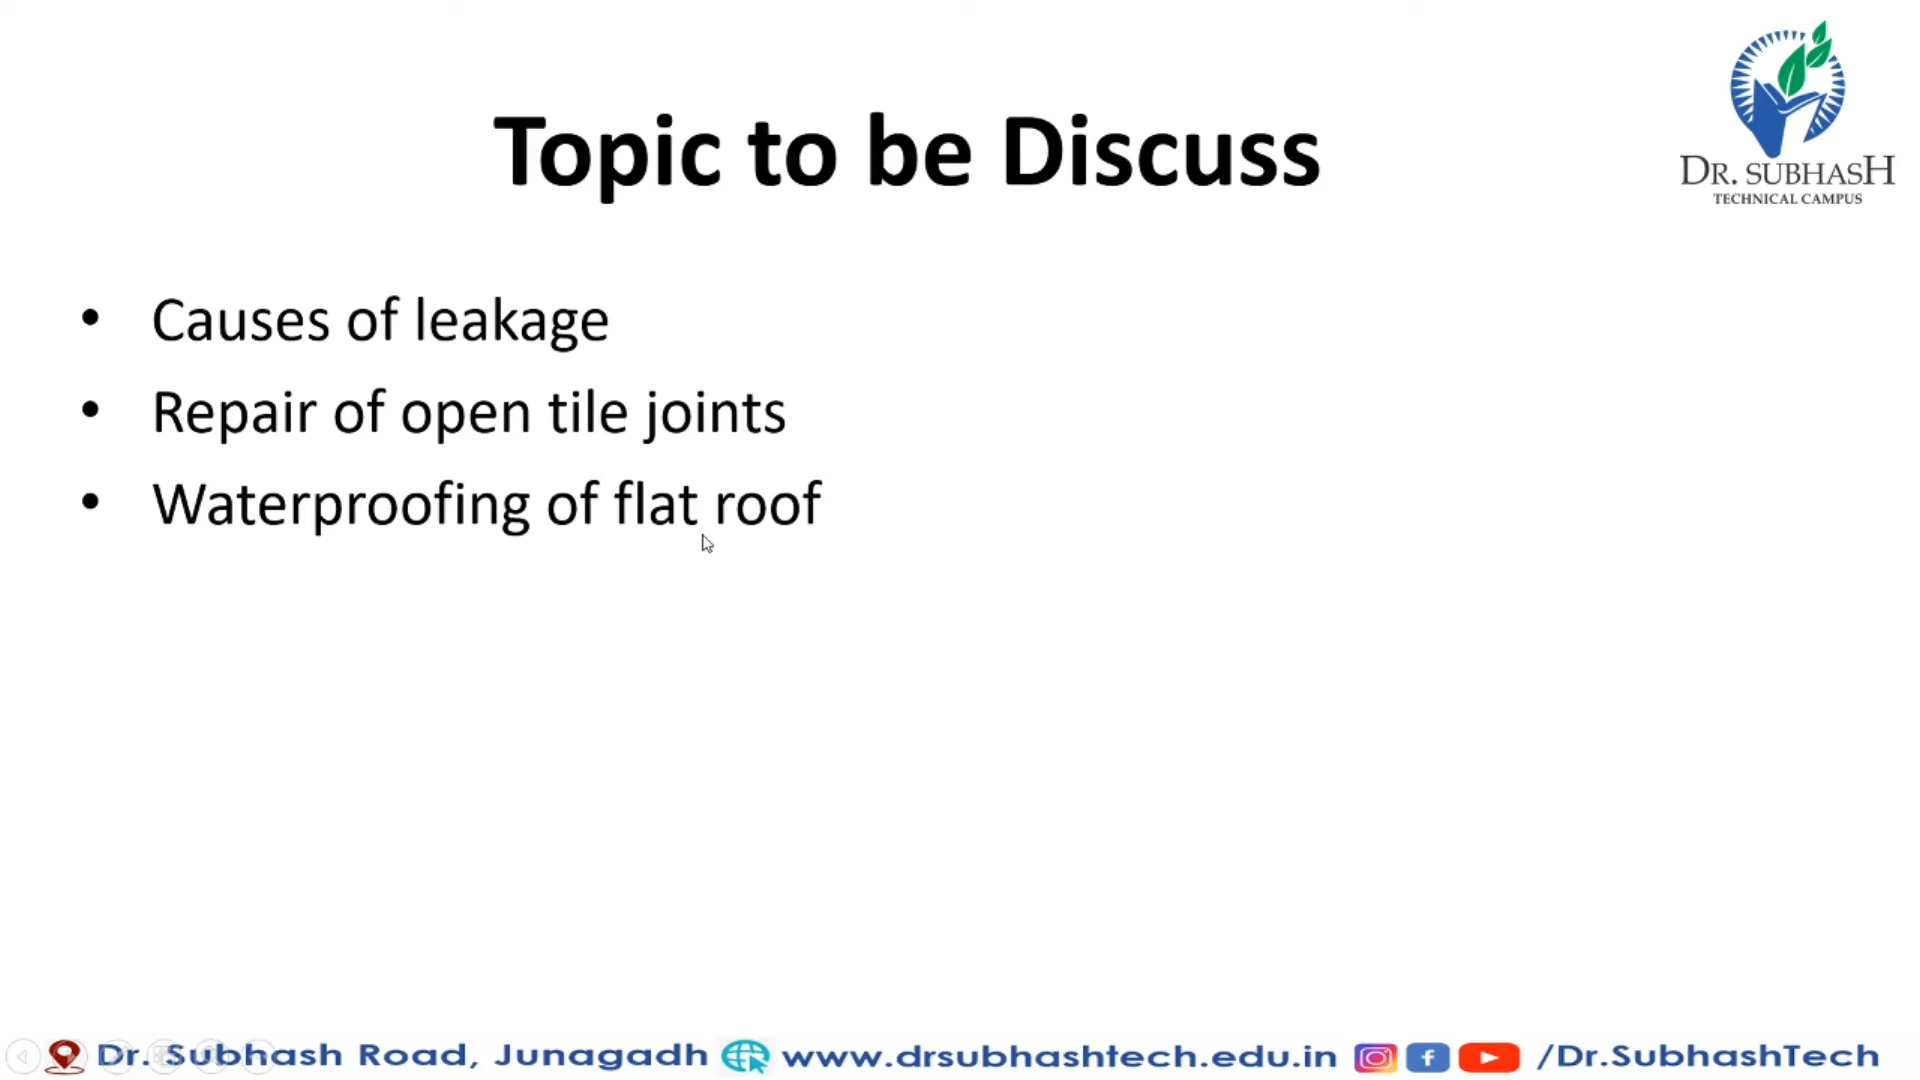 DR. SUBHASH
TECHNICAL CAMPUS
Topic to be Discuss
• Causes of leakage
• Repair of open tile joints
• Waterproofing of flat roof
Dr. Subhash Road, Junagadh www.drsubhashtech.edu.in /Dr.SubhashTech